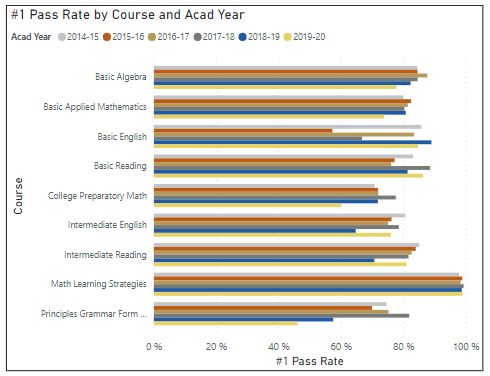 #1 Pass Rate by Course and Acad Year
Acad Year 2014-15 2015-16 2016-17 2017-18 2018-19 2019-20
Course
Basic Algebra
Basic Applied Mathematics
Basic English
Basic Reading
College Preparatory Math
Intermediate English
Intermediate Reading
Math Learning Strategies
Principles Grammar Form ...
0 % 20 % 40 % 60 % 80 % 100 %
#1 Pass Rate